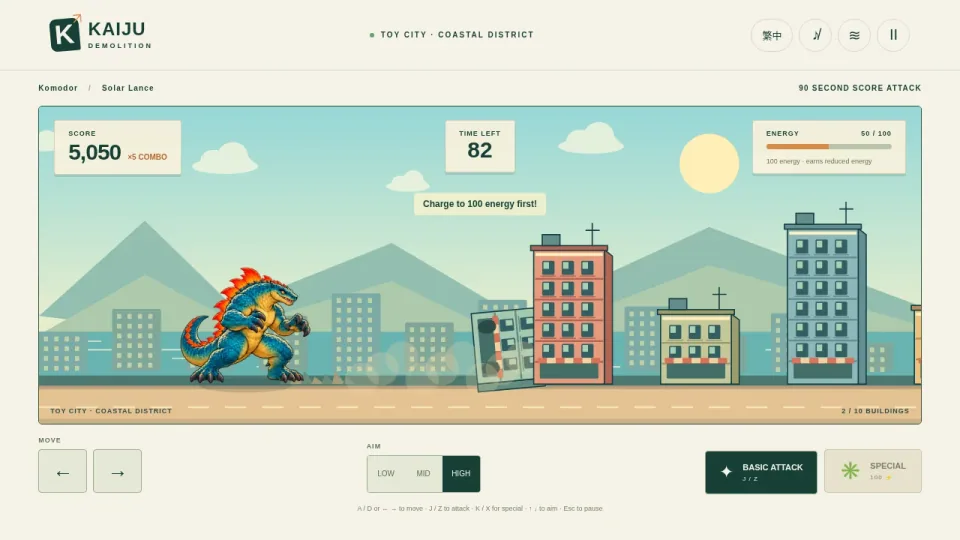 K KAIJU
DEMOLITION
TOY CITY · COASTAL DISTRICT
繁中
Komodor / Solar Lance
90 SECOND SCORE ATTACK
SCORE
5,050 ×5 COMBO
TIME LEFT
82
ENERGY 50 / 100
100 energy · earns reduced energy
Charge to 100 energy first!
TOY CITY · COASTAL DISTRICT
2 / 10 BUILDINGS
MOVE
← →
AIM
LOW MID HIGH
BASIC ATTACK
J / Z
SPECIAL
100 ⚡
A / D or ← → to move · J / Z to attack · K / X for special · ↑ ↓ to aim · Esc to pause